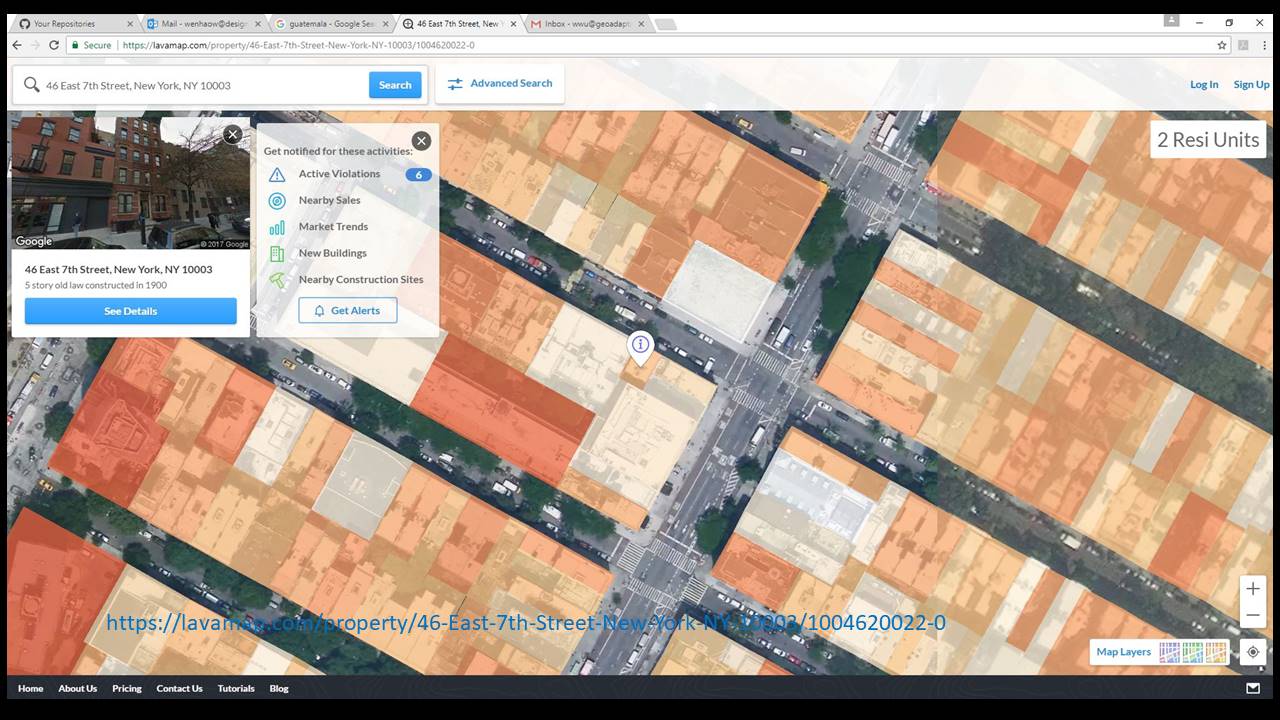 Your Repositories
Mail - wenhaow@design
guatemala - Google Sea
46 East 7th Street, New Y
Inbox - wwu@geoadapt
Secure
https://lavamap.com/property/46-East-7th-Street-New-York-NY-10003/1004620022-0
46 East 7th Street, New York, NY 10003
Search
Advanced Search
Log In
Sign Up
2 Resi Units
Google
© 2017 Google
46 East 7th Street, New York, NY 10003
5 story old law constructed in 1900
See Details
Get notified for these activities:
Active Violations 6
Nearby Sales
Market Trends
New Buildings
Nearby Construction Sites
Get Alerts
https://lavamap.com/property/46-East-7th-Street-New-York-NY-10003/1004620022-0
Map Layers
Home About Us Pricing Contact Us Tutorials Blog